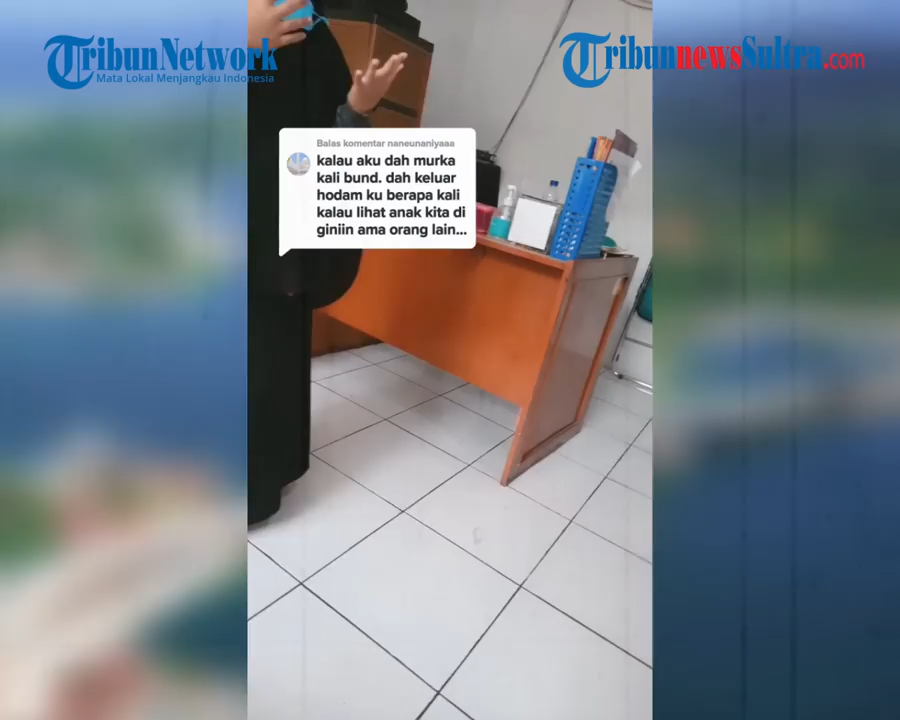 TribunNetwork
Mata Lokal Menjangkau Indonesia
TribunnewsSultra.com
Balas komentar naneunaniyaaa
kalau aku dah murka
kali bund. dah keluar
hodam ku berapa kali
kalau lihat anak kita di
giniin ama orang lain...